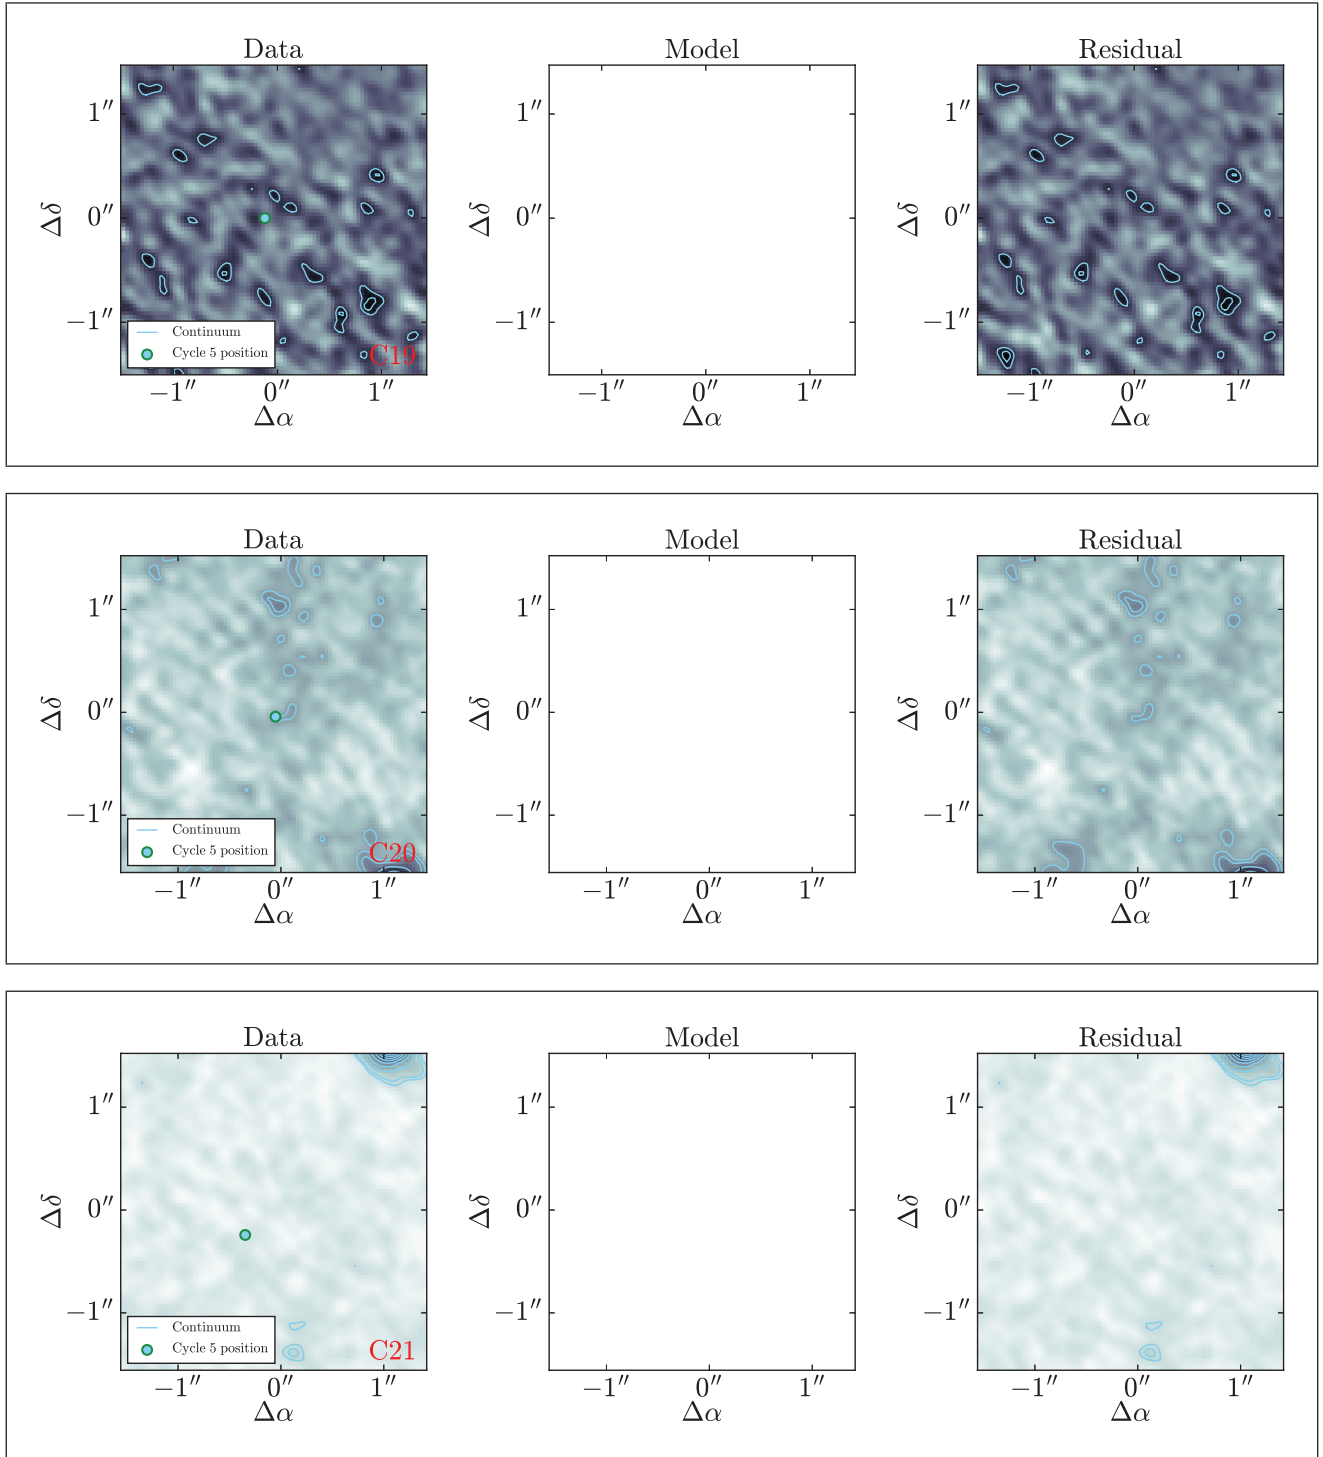 Data Model Residual
1″ 1″ 1″
Δδ 0″ Δδ 0″ Δδ 0″
−1″ −1″ −1″
Continuum
Cycle 5 position
C19
−1″ 0″ 1″ −1″ 0″ 1″ −1″ 0″ 1″
Δα Δα Δα
Data Model Residual
1″ 1″ 1″
Δδ 0″ Δδ 0″ Δδ 0″
−1″ −1″ −1″
Continuum
Cycle 5 position
C20
−1″ 0″ 1″ −1″ 0″ 1″ −1″ 0″ 1″
Δα Δα Δα
Data Model Residual
1″ 1″ 1″
Δδ 0″ Δδ 0″ Δδ 0″
−1″ −1″ −1″
Continuum
Cycle 5 position
C21
−1″ 0″ 1″ −1″ 0″ 1″ −1″ 0″ 1″
Δα Δα Δα